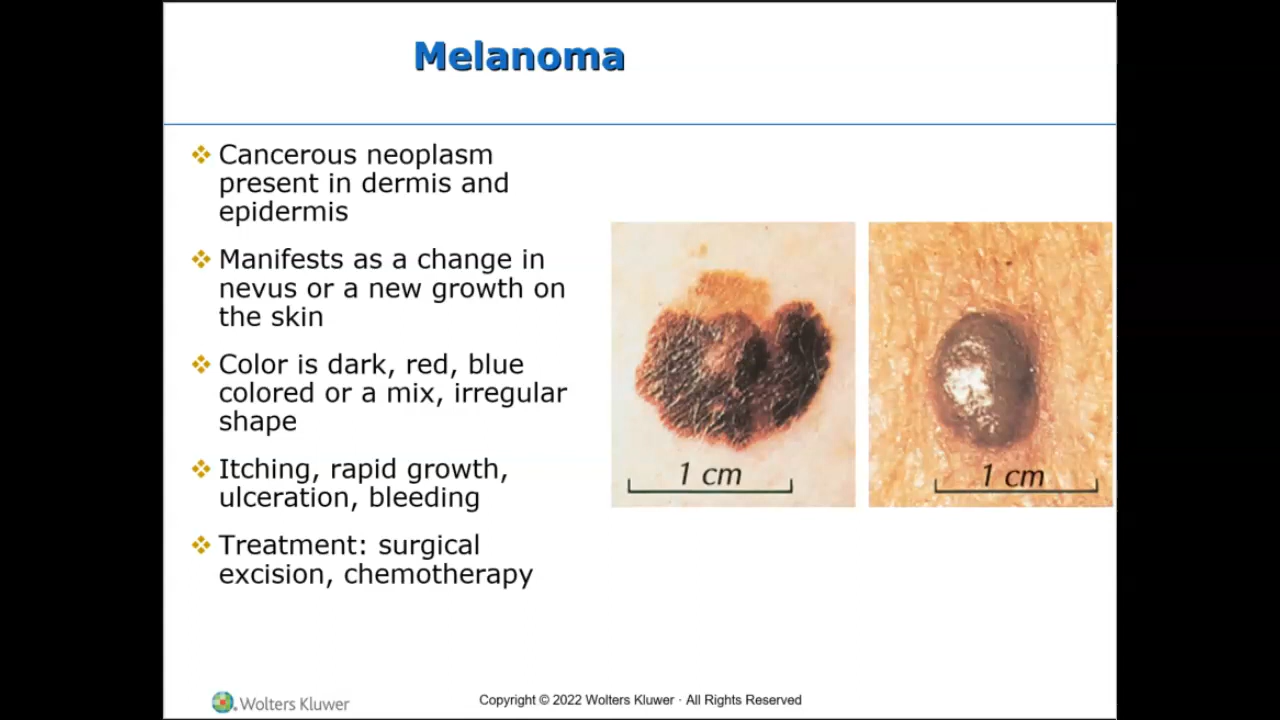 Melanoma
Cancerous neoplasm
present in dermis and
epidermis
Manifests as a change in
nevus or a new growth on
the skin
Color is dark, red, blue
colored or a mix, irregular
shape
Itching, rapid growth,
ulceration, bleeding
Treatment: surgical
excision, chemotherapy
1 cm
1 cm
Wolters Kluwer
Copyright © 2022 Wolters Kluwer · All Rights Reserved